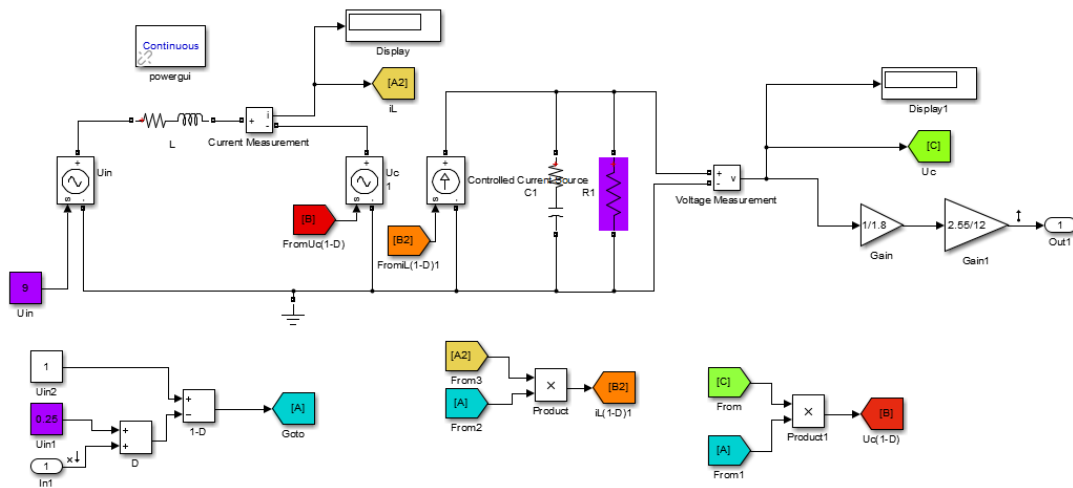 Continuous
powergui
Display
[A2]
iL
i
+
-
L
Current Measurement
Display1
[C]
Uc
Uin
+
s
-
Uc
1
+
s
-
[B]
FromUc(1-D)
+
s
-
Controlled Current Source
[B2]
FromiL(1-D)1
C1
R1
+
-
v
Voltage Measurement
1/1.8
Gain
2.55/12
Gain1
1
Out1
9
Uin
1
Uin2
0.25
Uin1
1
In1
+
+
D
+
-
1-D
[A]
Goto
[A2]
From3
[A]
From2
×
Product
[B2]
iL(1-D)1
[C]
From
[A]
From1
×
Product1
[B]
Uc(1-D)